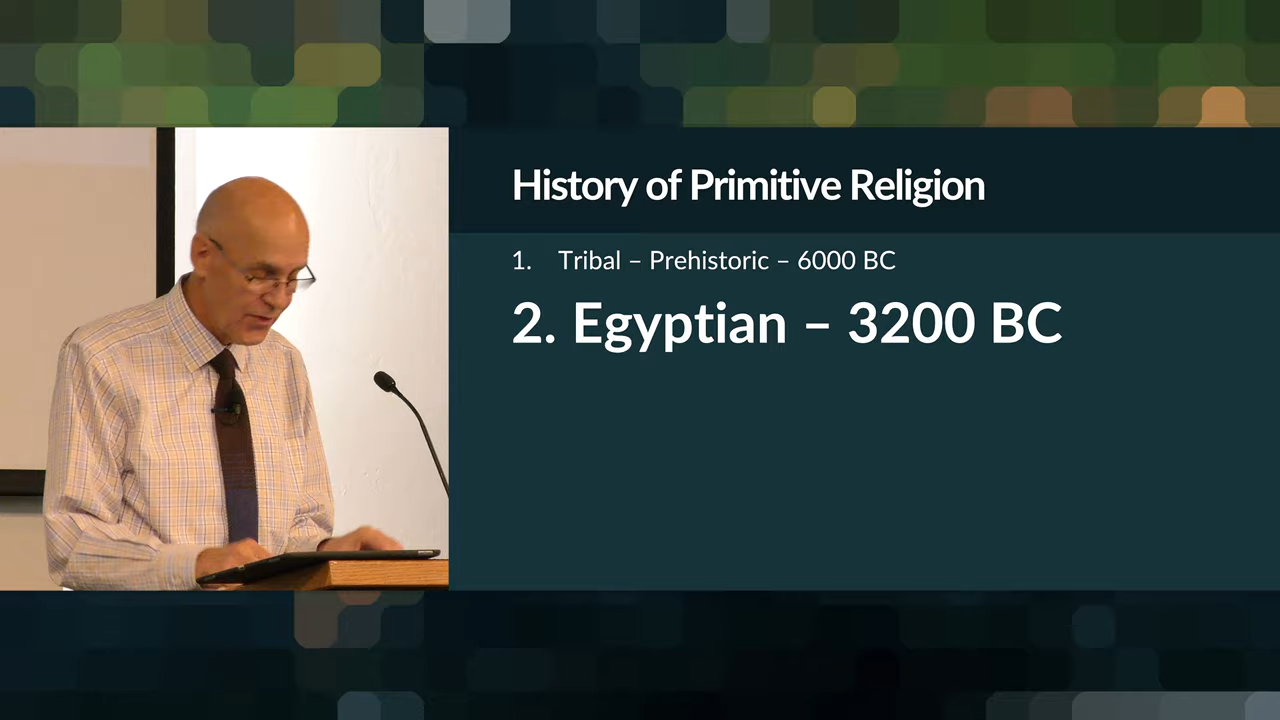 History of Primitive Religion
1. Tribal – Prehistoric – 6000 BC
2. Egyptian – 3200 BC